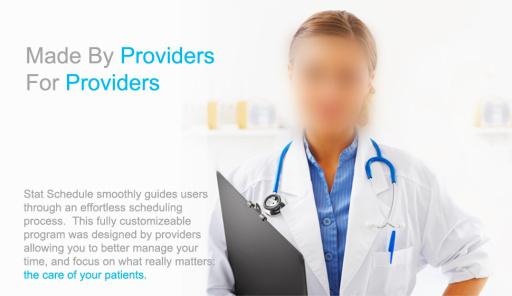 Made By Providers
For Providers
Stat Schedule smoothly guides users
through an effortless scheduling
process.  This fully customizeable
program was designed by providers
allowing you to better manage your
time, and focus on what really matters:
the care of your patients.